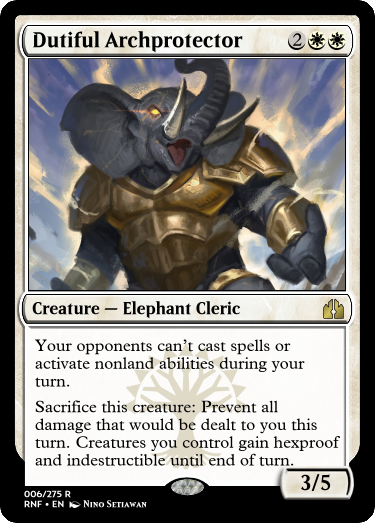 Dutiful Archprotector 2
Creature — Elephant Cleric
Your opponents can't cast spells or
activate nonland abilities during your
turn.
Sacrifice this creature: Prevent all
damage that would be dealt to you this
turn. Creatures you control gain hexproof
and indestructible until end of turn.
3/5
006/275 R
RNF • EN Nino Setiawan